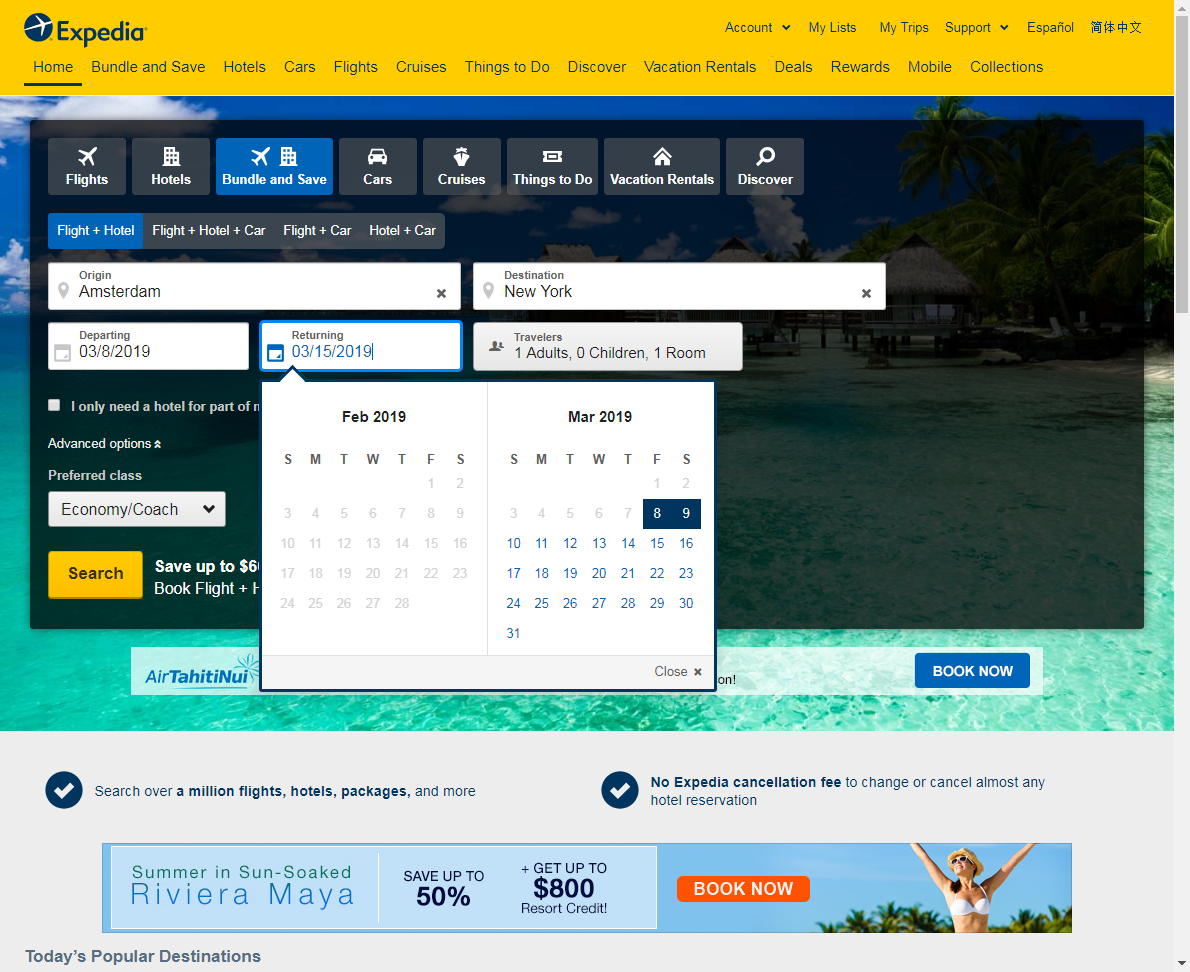 Expedia
Account My Lists My Trips Support Español 简体中文
Home Bundle and Save Hotels Cars Flights Cruises Things to Do Discover Vacation Rentals Deals Rewards Mobile Collections
Flights Hotels Bundle and Save Cars Cruises Things to Do Vacation Rentals Discover
Flight + Hotel Flight + Hotel + Car Flight + Car Hotel + Car
Origin
Amsterdam
Destination
New York
Departing
03/8/2019
Returning
03/15/2019
Travelers
1 Adults, 0 Children, 1 Room
I only need a hotel for part of
Advanced options
Preferred class
Economy/Coach
Search
Save up to $6
Book Flight +
Feb 2019
S M T W T F S
1 2
3 4 5 6 7 8 9
10 11 12 13 14 15 16
17 18 19 20 21 22 23
24 25 26 27 28
Mar 2019
S M T W T F S
1 2
3 4 5 6 7 8 9
10 11 12 13 14 15 16
17 18 19 20 21 22 23
24 25 26 27 28 29 30
31
Close
AirTahitiNui
on!
BOOK NOW
Search over a million flights, hotels, packages, and more
No Expedia cancellation fee to change or cancel almost any
hotel reservation
Summer in Sun-Soaked
Riviera Maya
SAVE UP TO
50%
+ GET UP TO
$800
Resort Credit!
BOOK NOW
Today’s Popular Destinations